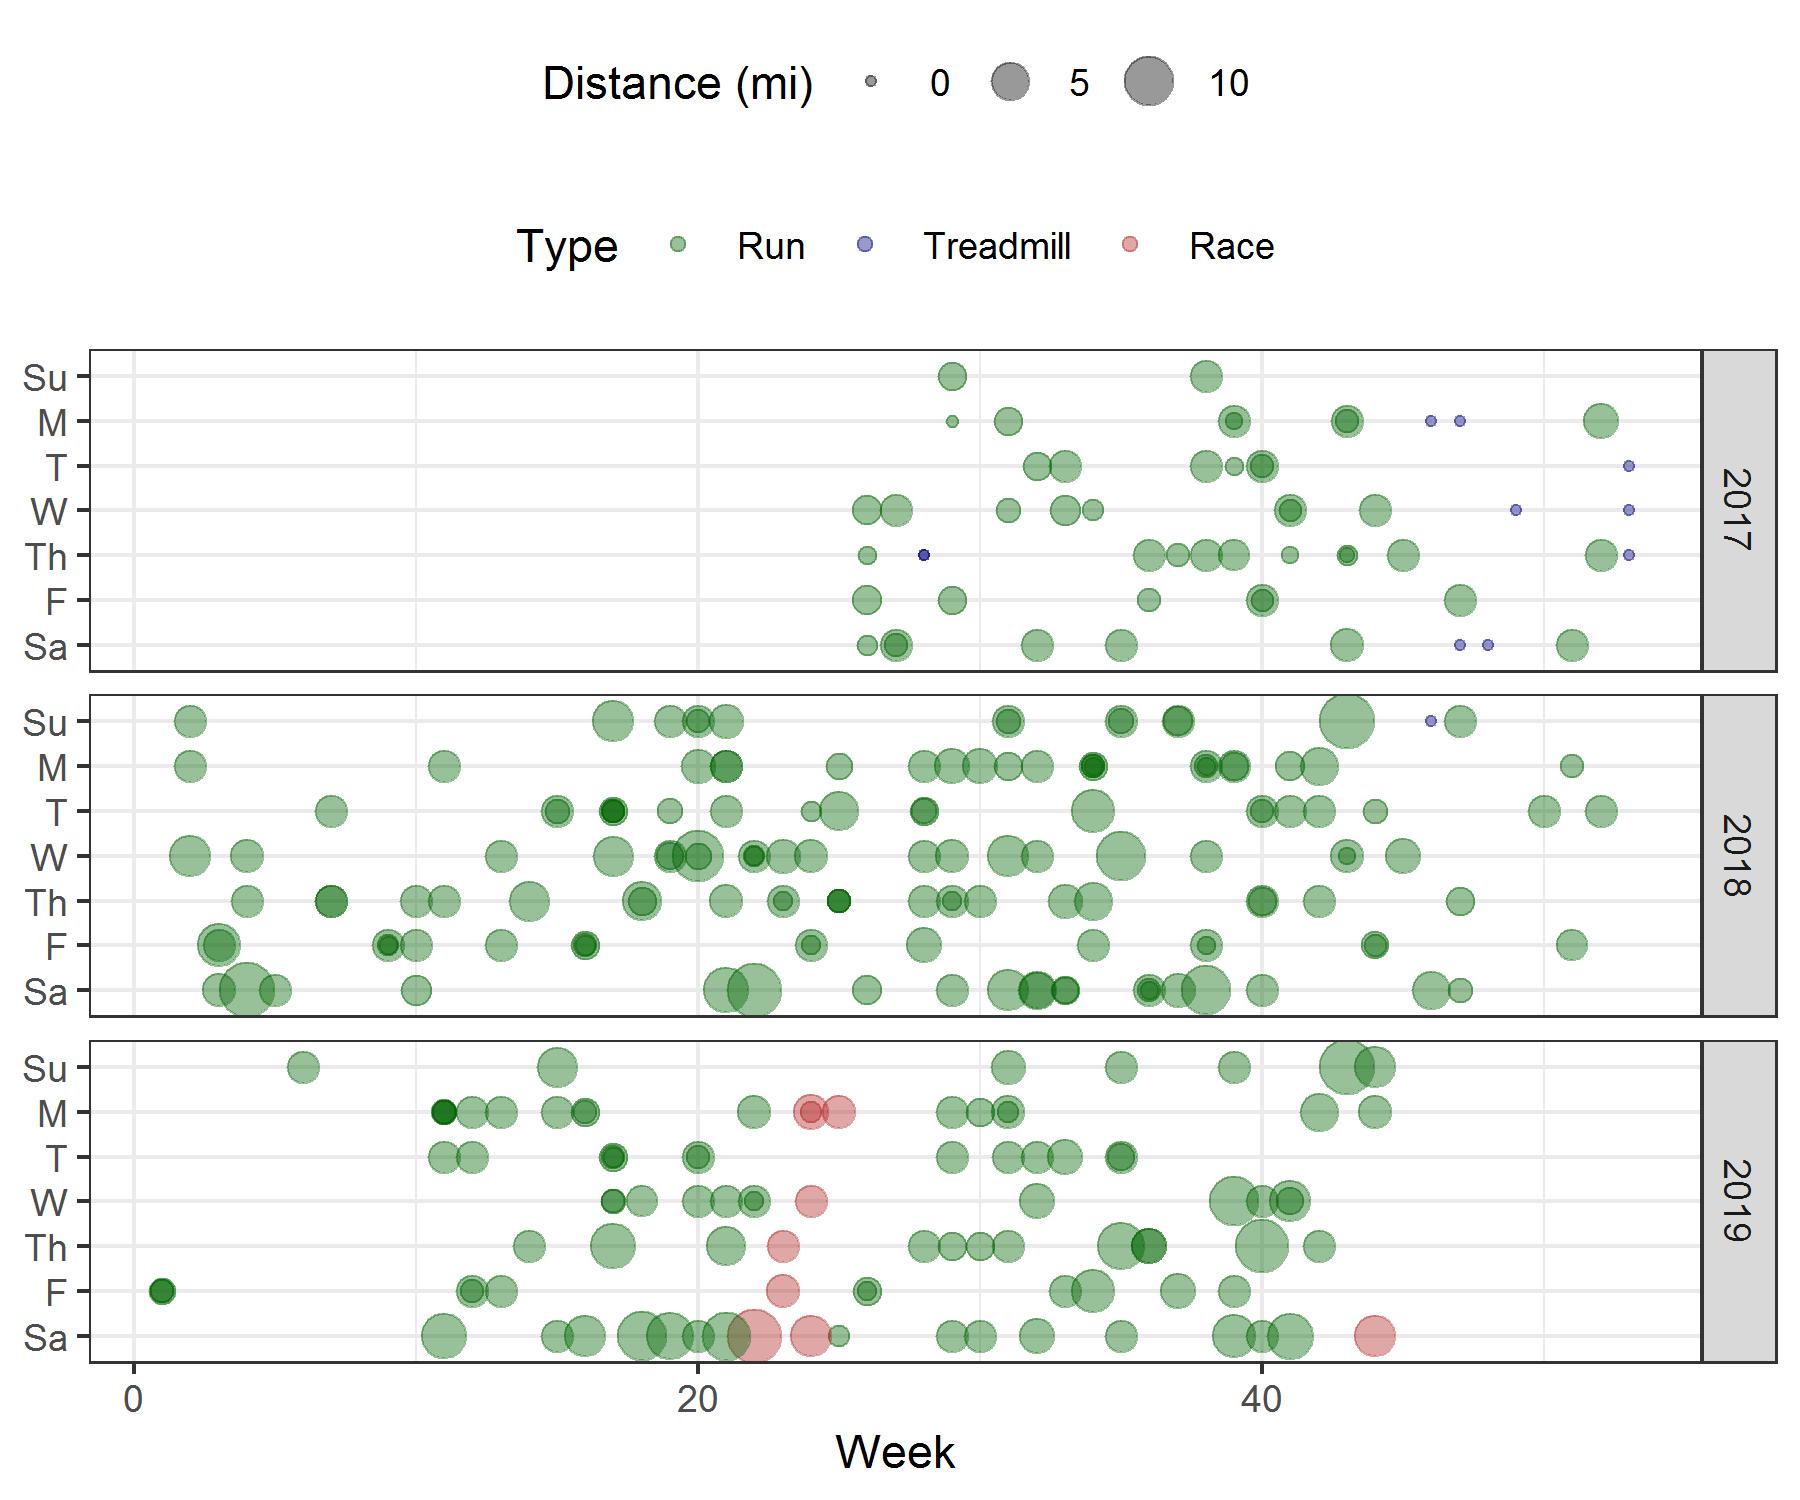 Distance (mi) 0 5 10
Type Run Treadmill Race
Su
M
T
W
Th
F
Sa
2017
Su
M
T
W
Th
F
Sa
2018
Su
M
T
W
Th
F
Sa
2019
0 20 40
Week